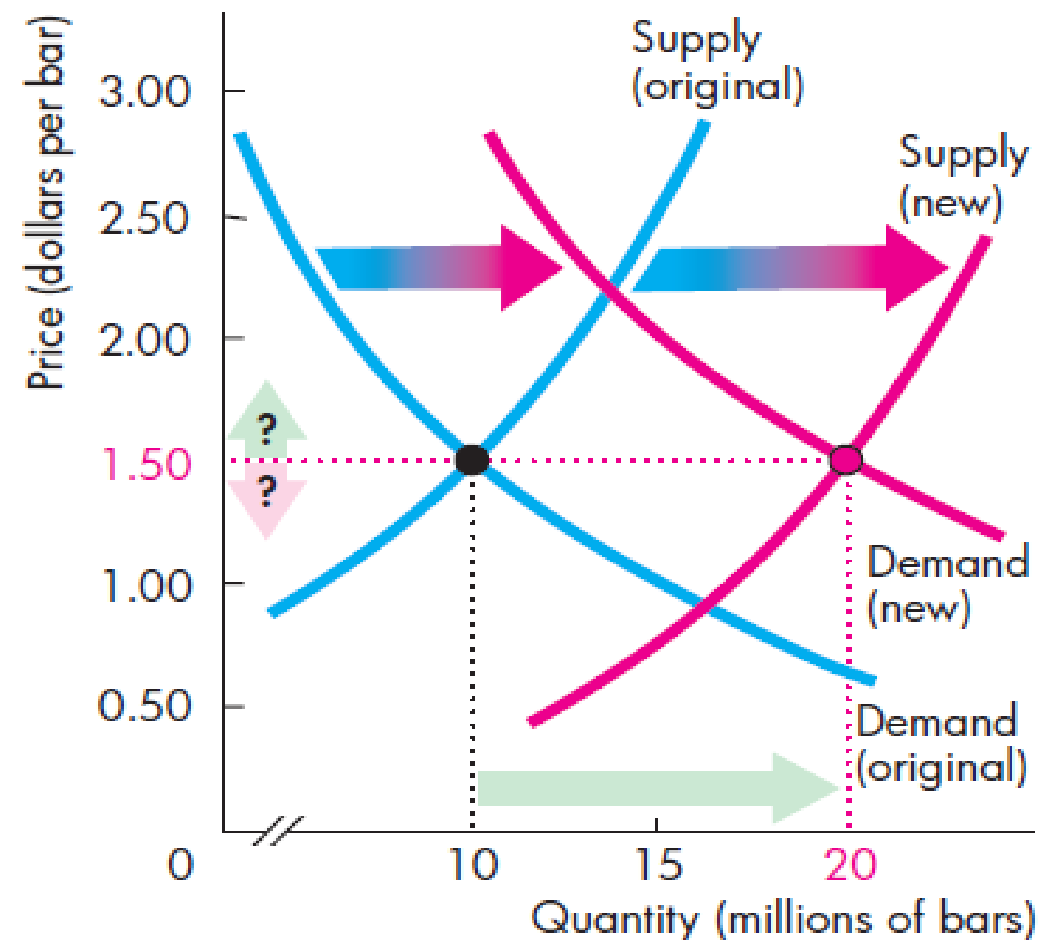 Price (dollars per bar)
3.00
2.50
2.00
1.50
1.00
0.50
0
?
?
Supply
(original)
Supply
(new)
Demand
(new)
Demand
(original)
10
15
20
Quantity (millions of bars)